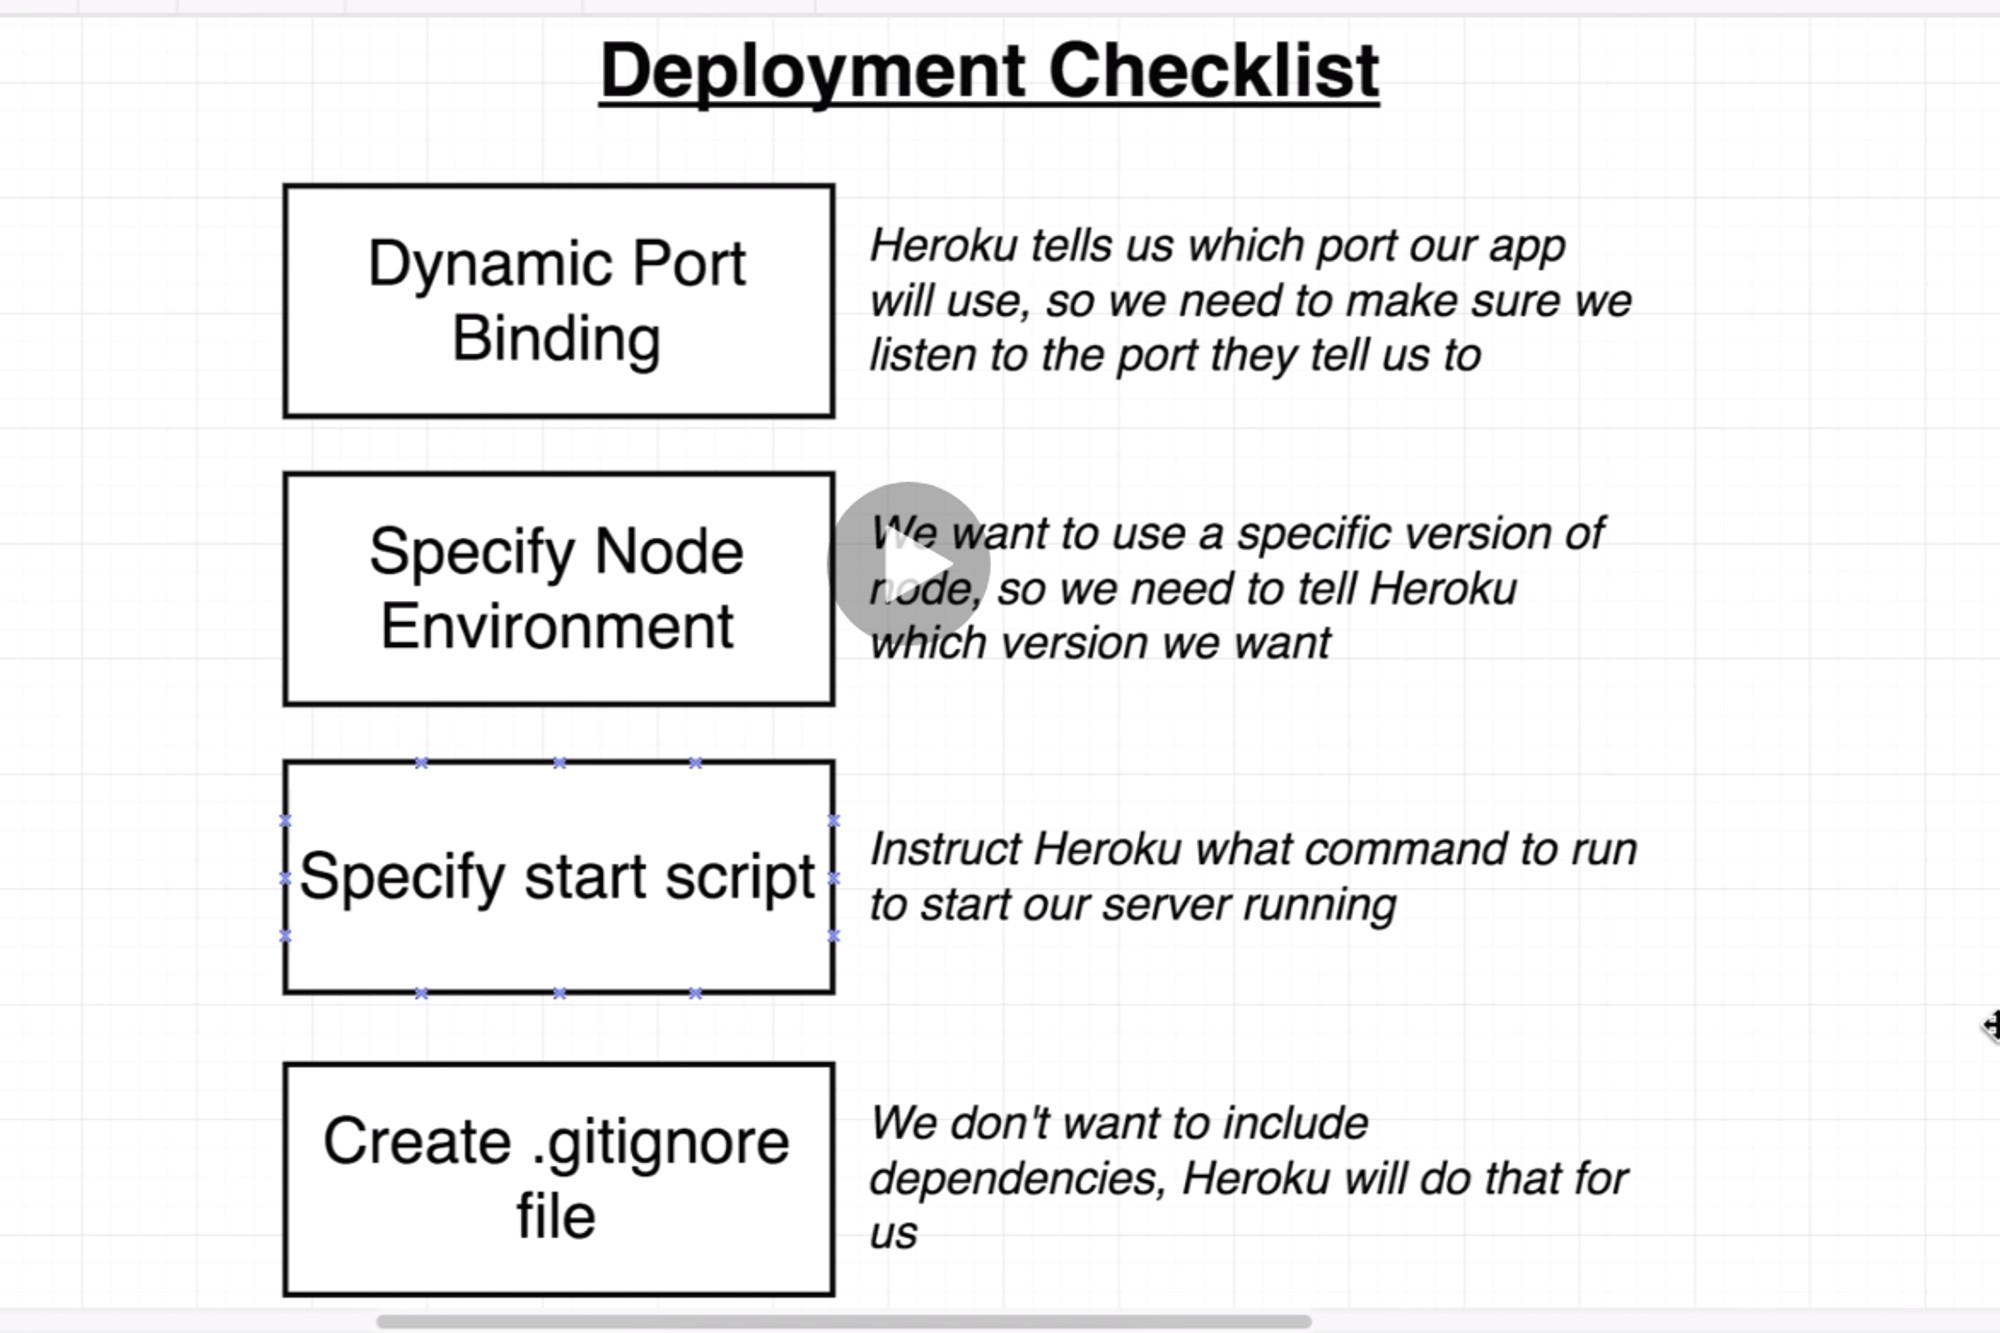 Deployment Checklist
Dynamic Port
Binding
Heroku tells us which port our app
will use, so we need to make sure we
listen to the port they tell us to
Specify Node
Environment
We want to use a specific version of
node, so we need to tell Heroku
which version we want
Specify start script
Instruct Heroku what command to run
to start our server running
Create .gitignore
file
We don't want to include
dependencies, Heroku will do that for
us